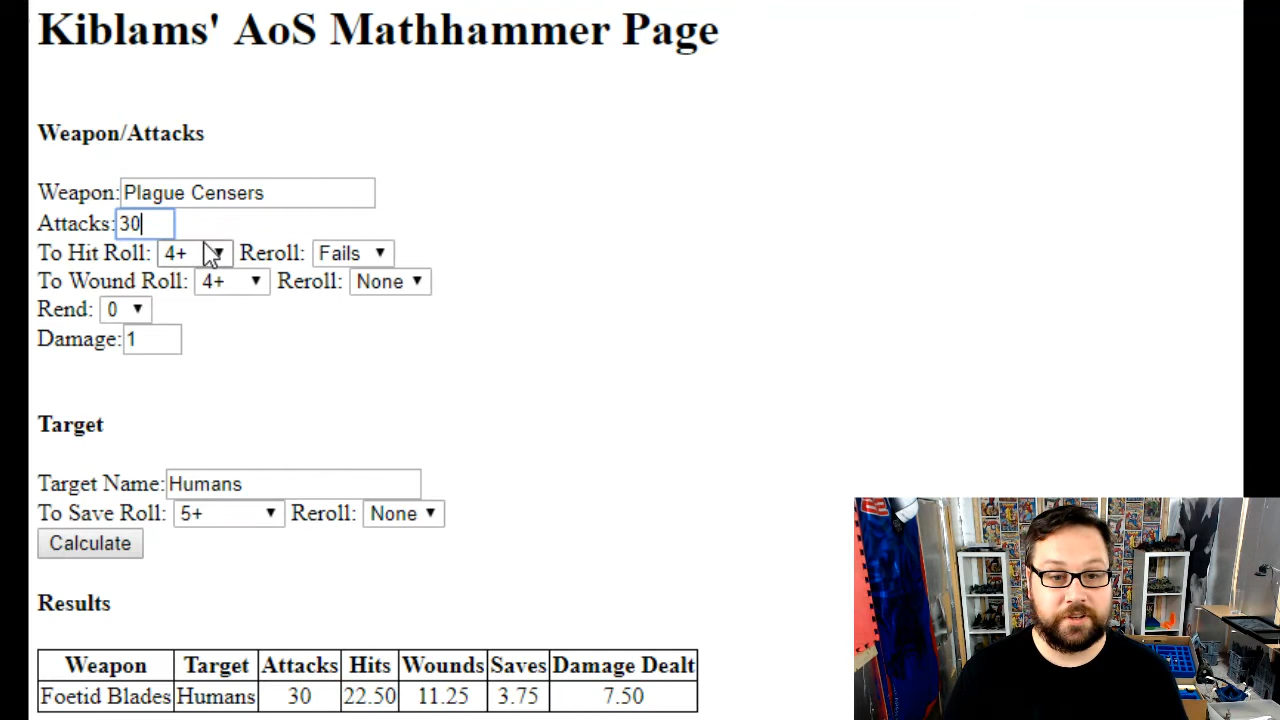 Kiblams' AoS Mathhammer Page
Weapon/Attacks
Weapon: Plague Censers
Attacks: 30
To Hit Roll: 4+ Reroll: Fails
To Wound Roll: 4+ Reroll: None
Rend: 0
Damage: 1
Target
Target Name: Humans
To Save Roll: 5+ Reroll: None
Calculate
Results
Weapon Target Attacks Hits Wounds Saves Damage Dealt
Foetid Blades Humans 30 22.50 11.25 3.75 7.50